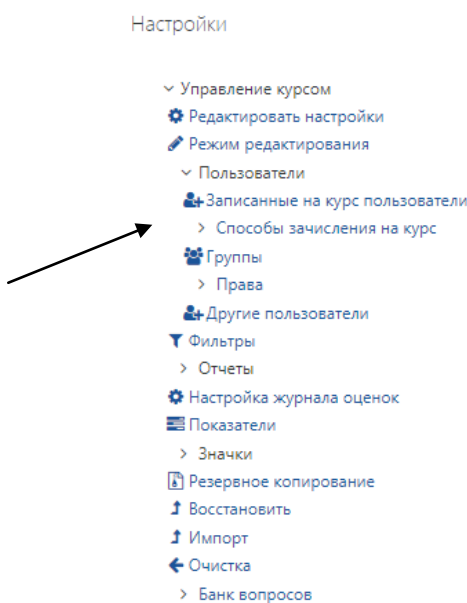 Настройки
Управление курсом
Редактировать настройки
Режим редактирования
Пользователи
Записанные на курс пользователи
Способы зачисления на курс
Группы
Права
Другие пользователи
Фильтры
Отчеты
Настройка журнала оценок
Показатели
Значки
Резервное копирование
Восстановить
Импорт
Очистка
Банк вопросов